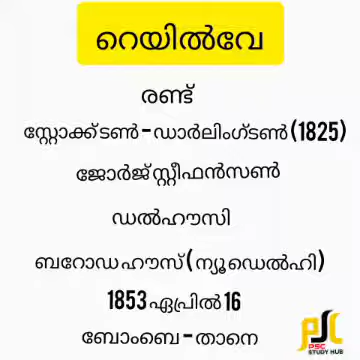 റെയിൽവേ
രണ്ട്
സ്റ്റോക്ക്ടൺ - ഡാർലിംഗ്ടൺ (1825)
ജോർജ് സ്റ്റീഫൻസൺ
ഡൽഹൗസി
ബറോഡ ഹൗസ് (ന്യൂഡെൽഹി)
1853 ഏപ്രിൽ 16
ബോംബെ - താനെ
PSC
STUDY HUB